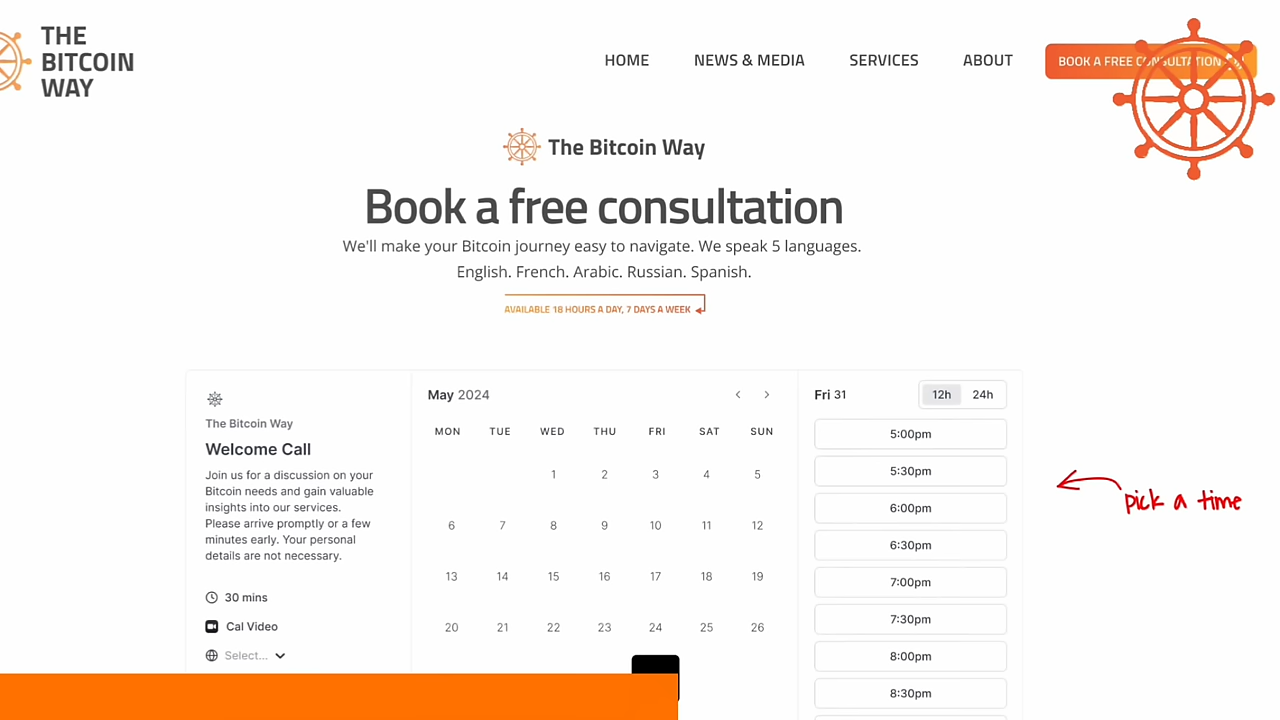 THE
BITCOIN
WAY
HOME NEWS & MEDIA SERVICES ABOUT BOOK A FREE CONSULTATION
The Bitcoin Way
Book a free consultation
We'll make your Bitcoin journey easy to navigate. We speak 5 languages.
English. French. Arabic. Russian. Spanish.
AVAILABLE 18 HOURS A DAY, 7 DAYS A WEEK
The Bitcoin Way
Welcome Call
Join us for a discussion on your
Bitcoin needs and gain valuable
insights into our services.
Please arrive promptly or a few
minutes early. Your personal
details are not necessary.
30 mins
Cal Video
Select...
May 2024
MON TUE WED THU FRI SAT SUN
1 2 3 4 5
6 7 8 9 10 11 12
13 14 15 16 17 18 19
20 21 22 23 24 25 26
Fri 31 12h 24h
5:00pm
5:30pm
6:00pm
6:30pm
7:00pm
7:30pm
8:00pm
8:30pm
pick a time